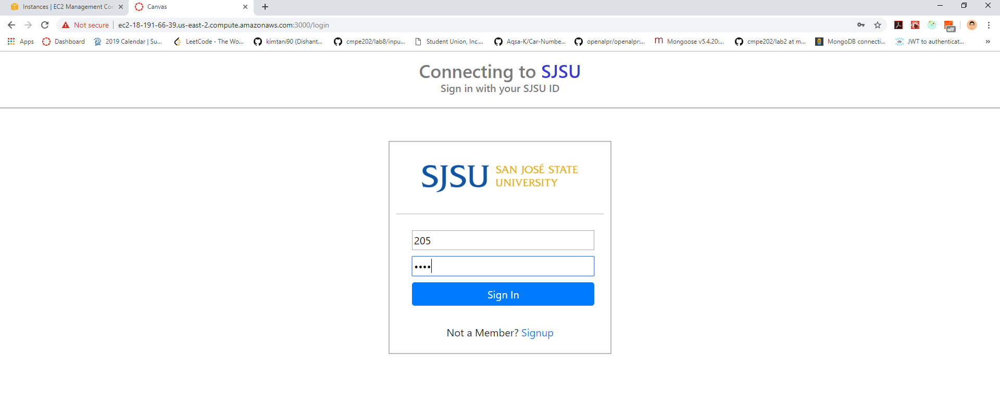 Instances | EC2 Management Cor
Canvas
Not secure | ec2-18-191-66-39.us-east-2.compute.amazonaws.com:3000/login
off
Apps Dashboard 2019 Calendar | Su... LeetCode - The Wo... kimtani90 (Dishant... cmpe202/lab8/inpu... Student Union, Inc.... Aqsa-K/Car-Numbe... openalpr/openalpr:... m Mongoose v5.4.20:... cmpe202/lab2 at m... MongoDB connecti... cb JWT to authenticat... »
Connecting to SJSU
Sign in with your SJSU ID
SJSU SAN JOSÉ STATE
UNIVERSITY
205
••••
Sign In
Not a Member? Signup